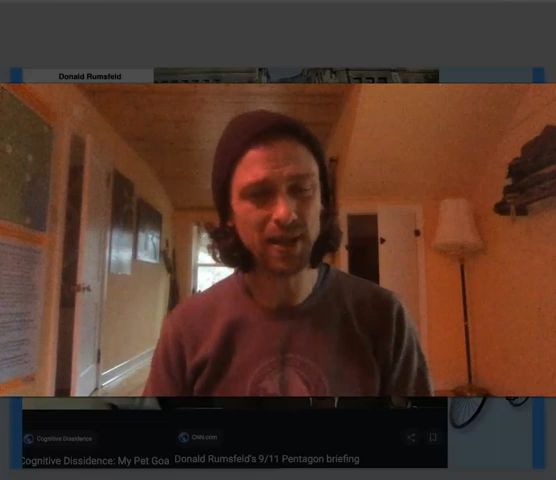 Donald Rumsfeld
Cognitive Dissidence
CNN.com
Cognitive Dissidence: My Pet Goa
Donald Rumsfeld's 9/11 Pentagon briefing